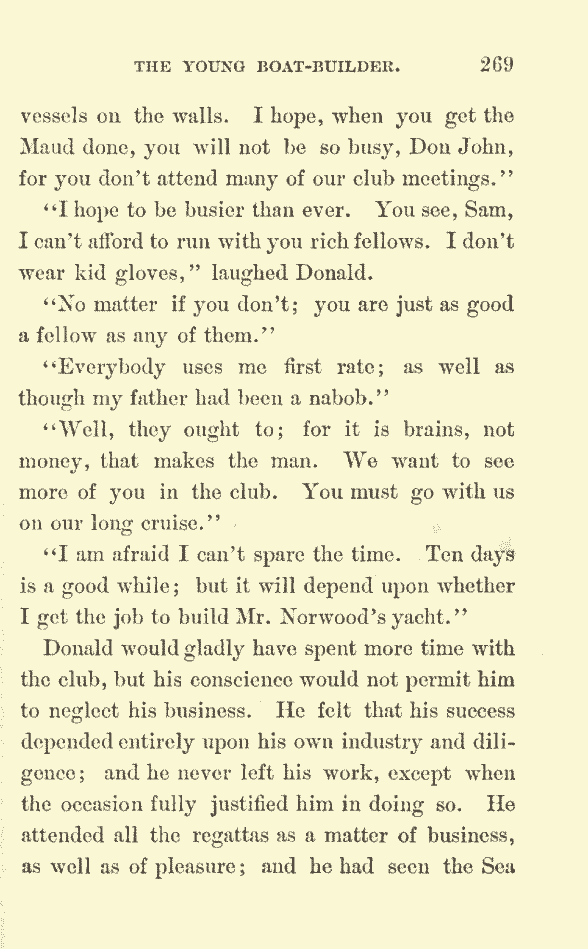 THE YOUNG BOAT-BUILDER. 269
vessels on the walls. I hope, when you get the
Maud done, you will not be so busy, Don John,
for you don't attend many of our club meetings."
"I hope to be busier than ever. You see, Sam,
I can't afford to run with you rich fellows. I don't
wear kid gloves," laughed Donald.
"No matter if you don't; you are just as good
a fellow as any of them."
"Everybody uses me first rate; as well as
though my father had been a nabob."
"Well, they ought to; for it is brains, not
money, that makes the man. We want to see
more of you in the club. You must go with us
on our long cruise."
"I am afraid I can't spare the time. Ten days
is a good while; but it will depend upon whether
I get the job to build Mr. Norwood's yacht."
Donald would gladly have spent more time with
the club, but his conscience would not permit him
to neglect his business. He felt that his success
depended entirely upon his own industry and dili-
gence; and he never left his work, except when
the occasion fully justified him in doing so. He
attended all the regattas as a matter of business,
as well as of pleasure; and he had seen the Sea